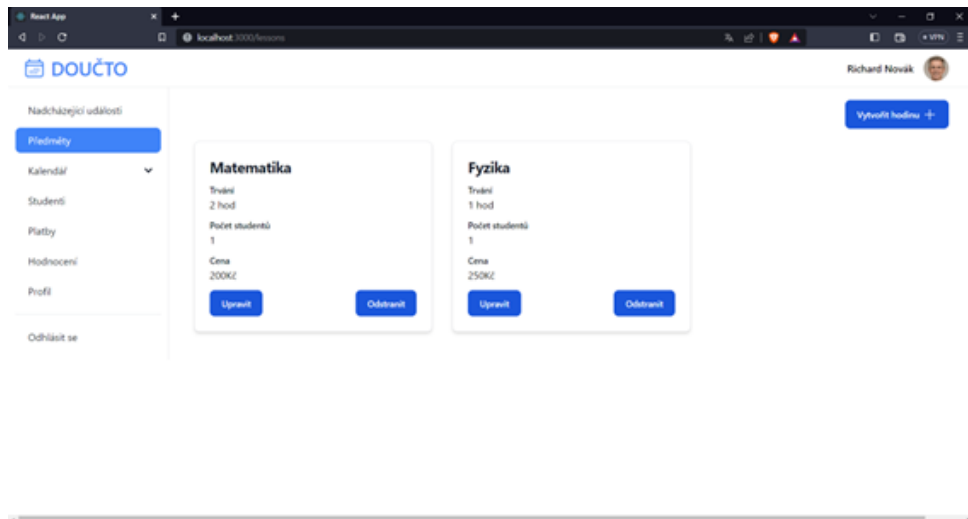 React App
localhost:3000/lessons
VPN
DOUČTO
Richard Novák
Nadcházející události
Předměty
Kalendář
Studenti
Platby
Hodnocení
Profil
Odhlásit se
Vytvořit hodinu +
Matematika
Trvání
2 hod
Počet studentů
1
Cena
200Kč
Upravit Odstranit
Fyzika
Trvání
1 hod
Počet studentů
1
Cena
250Kč
Upravit Odstranit